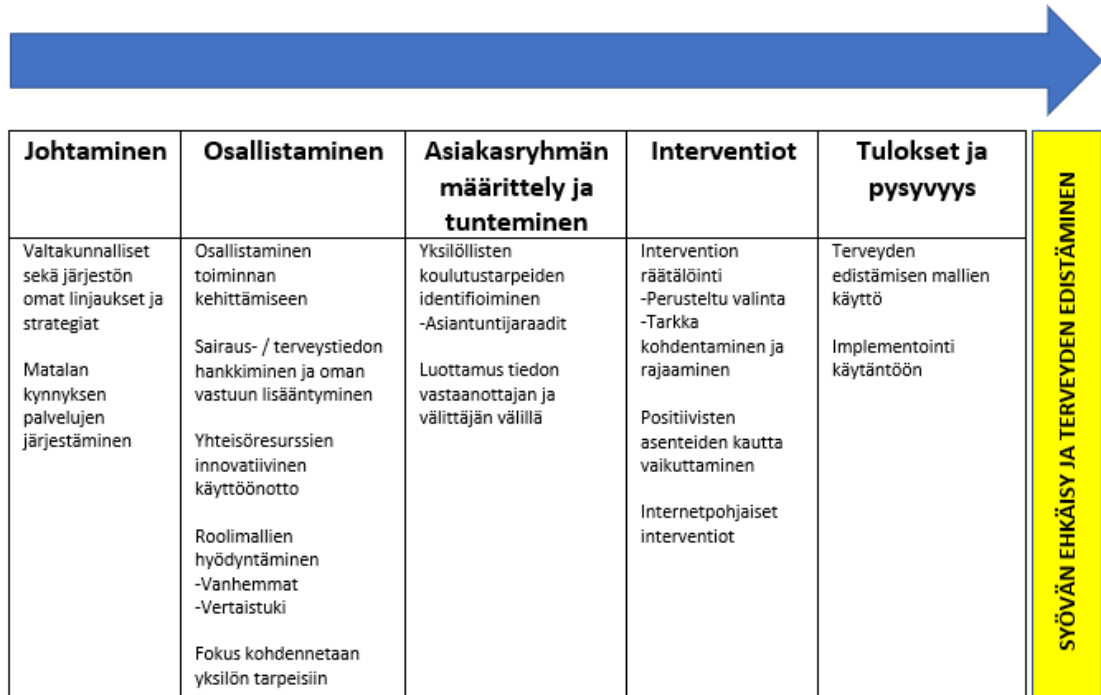 Johtaminen
Valtakunnalliset
sekä järjestön
omat linjaukset ja
strategiat
Matalan
kynnyksen
palvelujen
järjestäminen
Osallistaminen
Osallistaminen
toiminnan
kehittämiseen
Sairaus- / terveystiedon
hankkiminen ja oman
vastuun lisääntyminen
Yhteisöresurssien
innovatiivinen
käyttöönotto
Roolimallien
hyödyntäminen
-Vanhemmat
-Vertaistuki
Fokus kohdennetaan
yksilön tarpeisiin
Asiakasryhmän
määrittely ja
tunteminen
Yksilöllisten
koulutustarpeiden
identifioiminen
-Asiantuntijaraadit
Luottamus tiedon
vastaanottajan ja
välittäjän välillä
Interventiot
Intervention
räätälöinti
-Perusteltu valinta
-Tarkka
kohdentaminen ja
rajaaminen
Positiivisten
asenteiden kautta
vaikuttaminen
Internetpohjaiset
interventiot
Tulokset ja
pysyvyys
Terveyden
edistämisen mallien
käyttö
Implementointi
käytäntöön
SYÖVÄN EHKÄISY JA TERVEYDEN EDISTÄMINEN